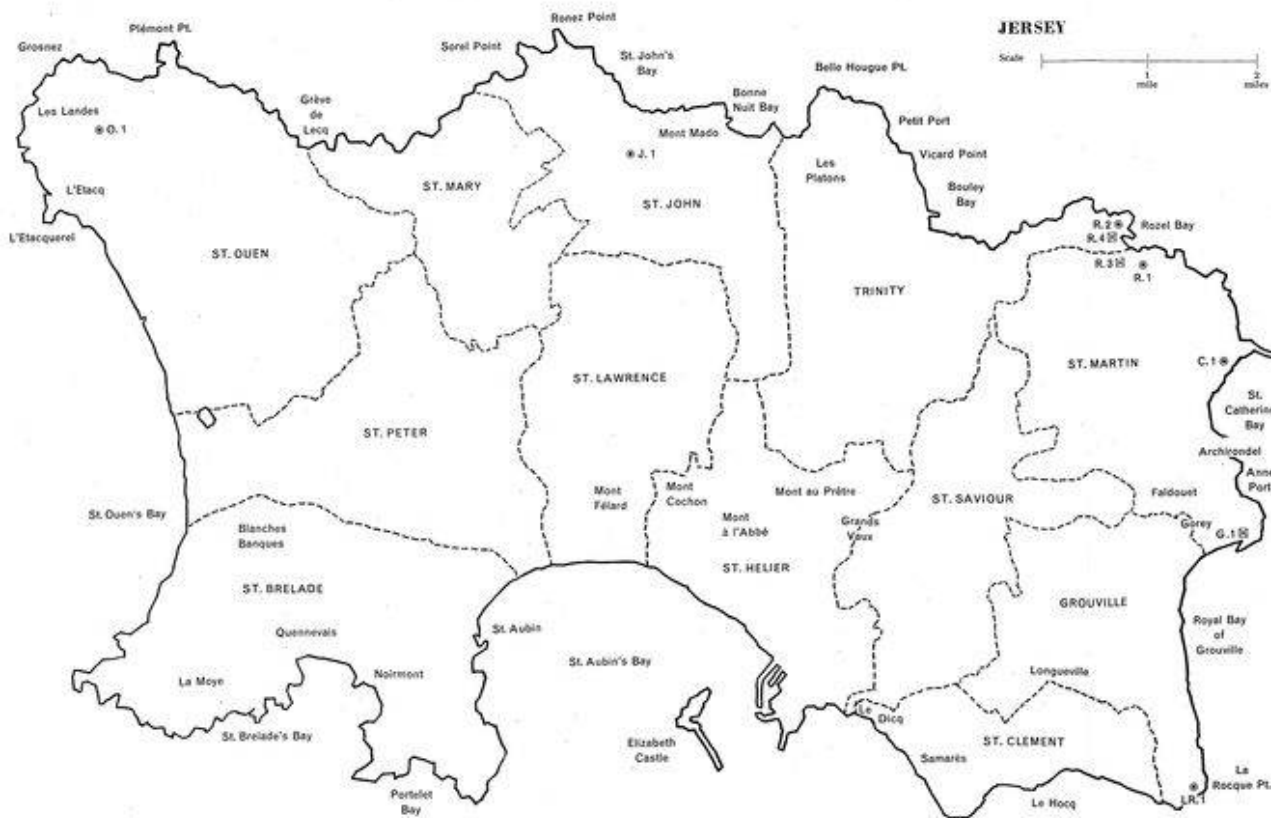 Ronez Point
Plémont Pt.
JERSEY
Grosnez
Sorel Point
St. John's
Bay
Scale
1
mile
2
miles
Belle Hougue Pt.
Grève
de
Lecq
Bonne
Nuit Bay
Les Landes
O.1
Petit Port
Mont Mado
J.1
Vicard Point
Les
Platons
L'Etacq
ST. MARY
ST. JOHN
Bouley
Bay
L'Etacquerel
R.2
Rozel Bay
R.4
ST. OUEN
R.3
R.1
TRINITY
ST. LAWRENCE
ST. MARTIN
C.1
St.
Catherine
Bay
ST. PETER
Archirondel
Anne
Port
Mont
Félard
Mont
Cochon
Mont au Prêtre
ST. SAVIOUR
Faldouet
St. Ouen's Bay
Blanches
Banques
Mont
à l'Abbé
Grands
Vaux
Gorey
G.1
ST. HELIER
ST. BRELADE
GROUVILLE
Quennevais
St. Aubin
Royal Bay
of
Grouville
La Moye
Noirmont
St. Aubin's Bay
Longueville
St. Brelade's Bay
Elizabeth
Castle
Le
Dicq
ST. CLEMENT
Samarès
Portelet
Bay
Le Hocq
La
Rocque Pt.
LR.1